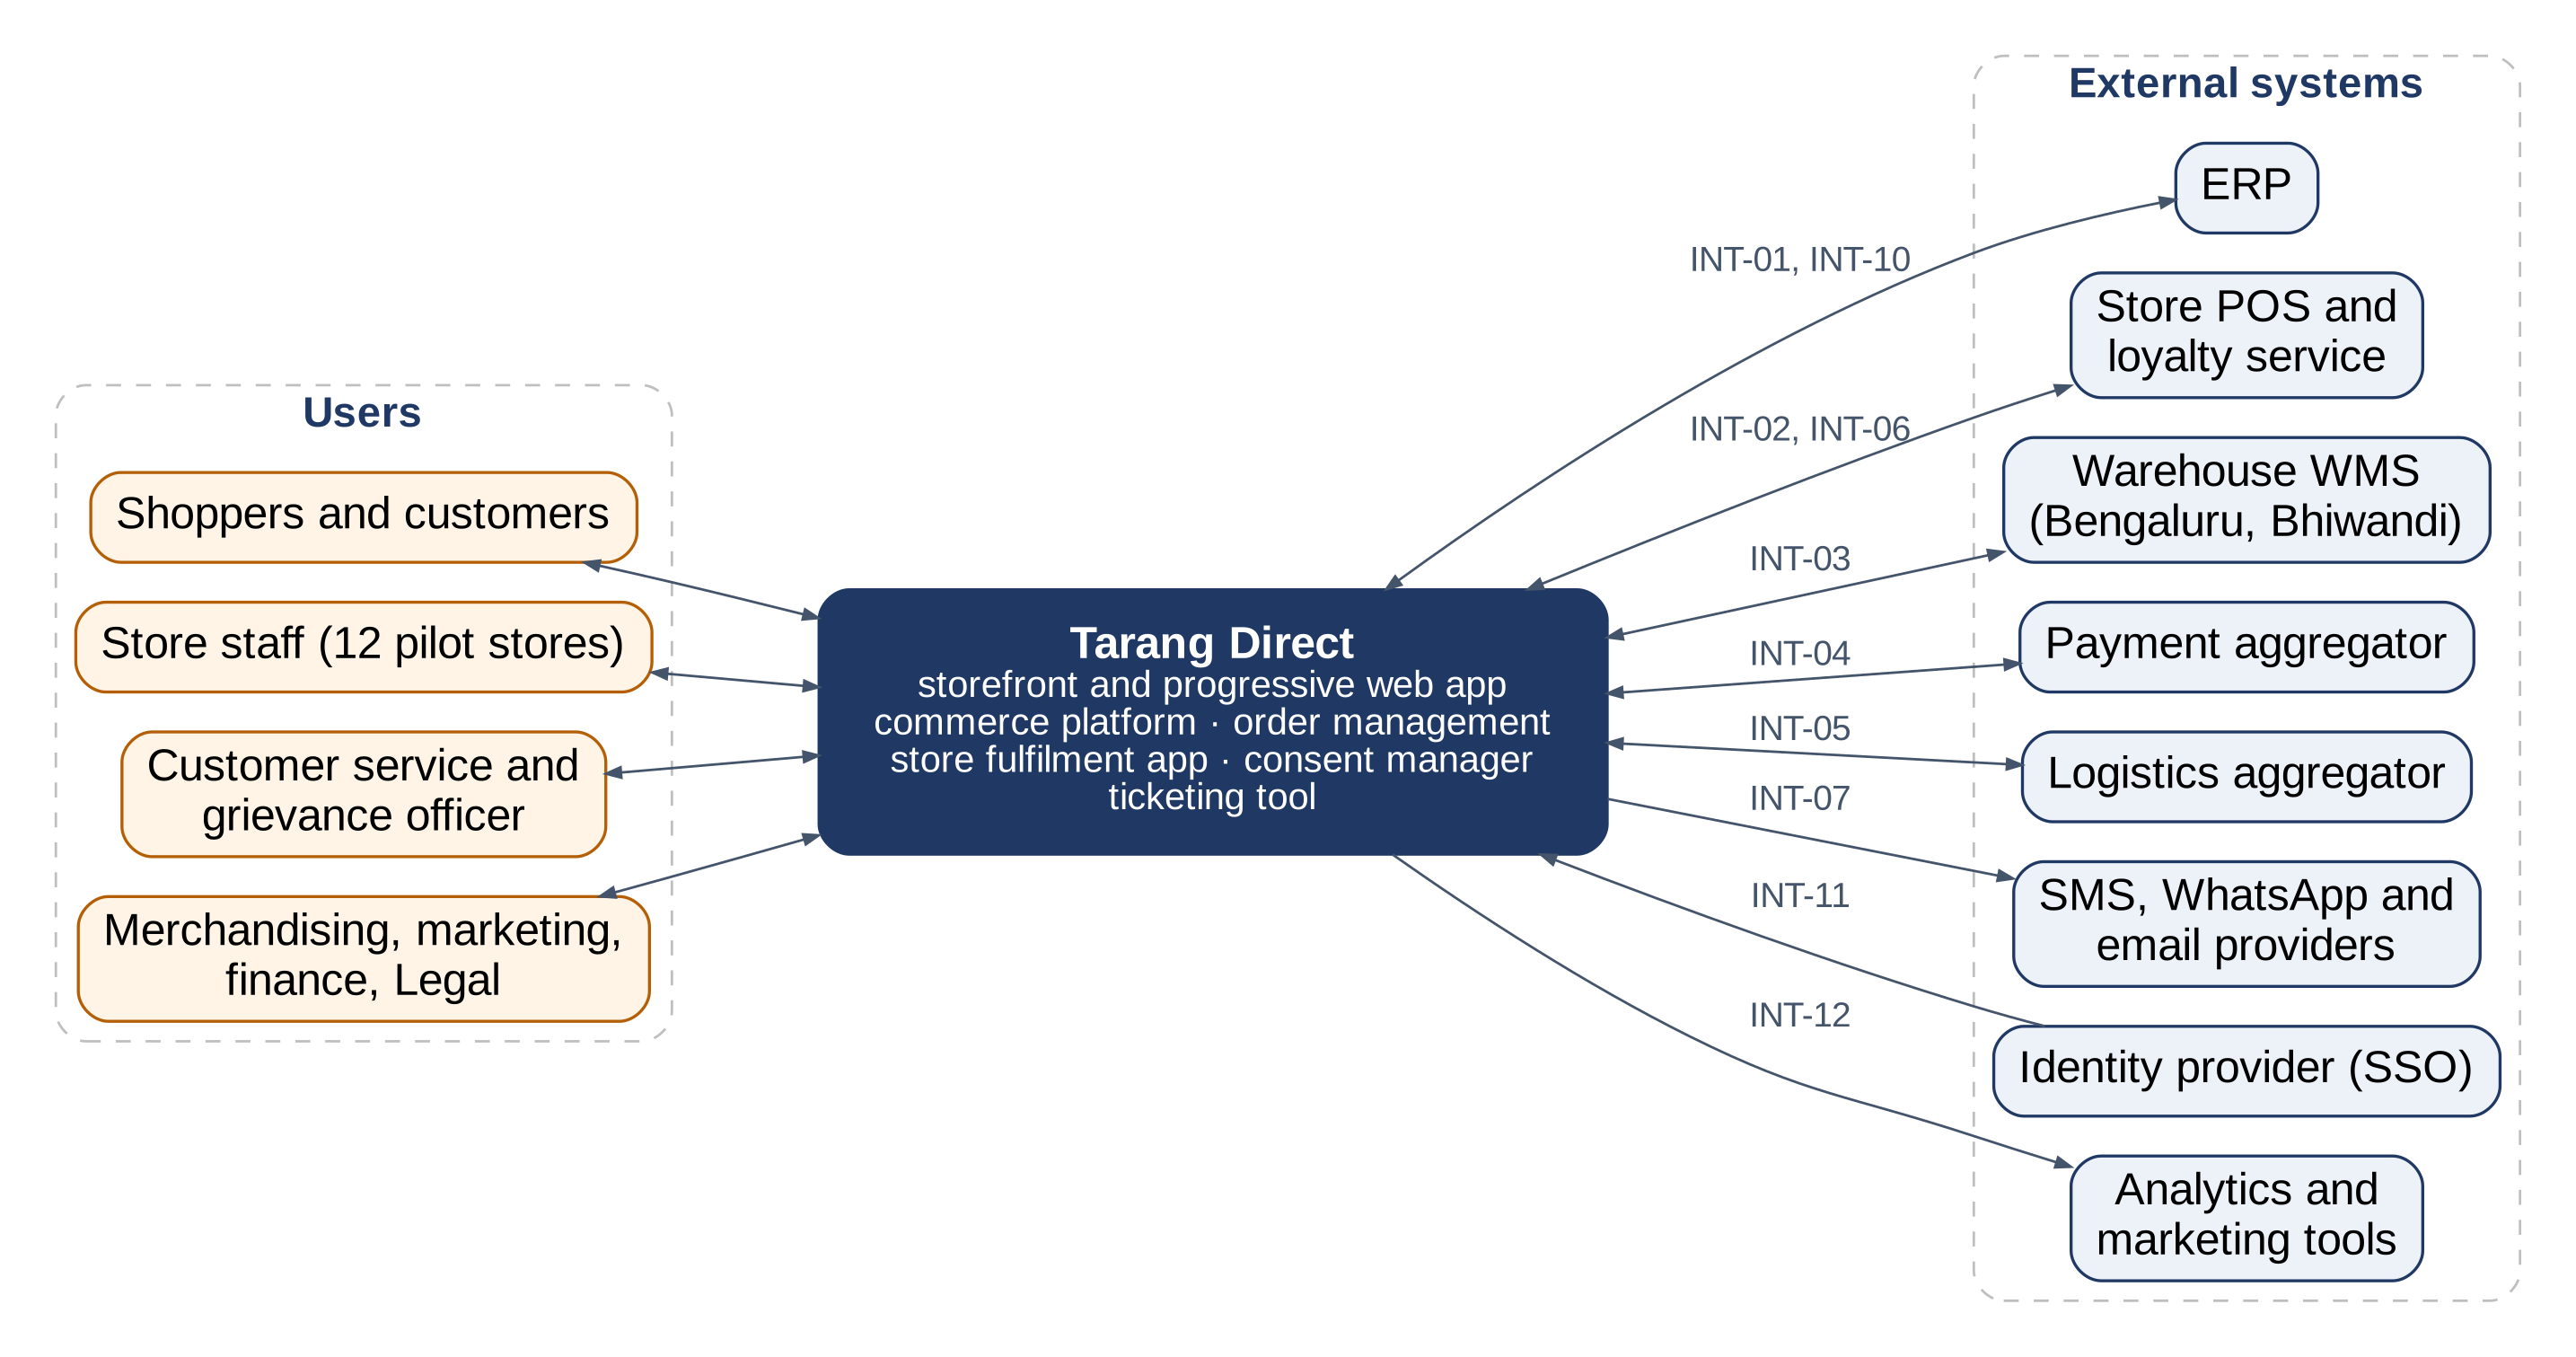 Users
Shoppers and customers
Store staff (12 pilot stores)
Customer service and
grievance officer
Merchandising, marketing,
finance, Legal
Tarang Direct
storefront and progressive web app
commerce platform · order management
store fulfilment app · consent manager
ticketing tool
INT-01, INT-10
INT-02, INT-06
INT-03
INT-04
INT-05
INT-07
INT-11
INT-12
External systems
ERP
Store POS and
loyalty service
Warehouse WMS
(Bengaluru, Bhiwandi)
Payment aggregator
Logistics aggregator
SMS, WhatsApp and
email providers
Identity provider (SSO)
Analytics and
marketing tools